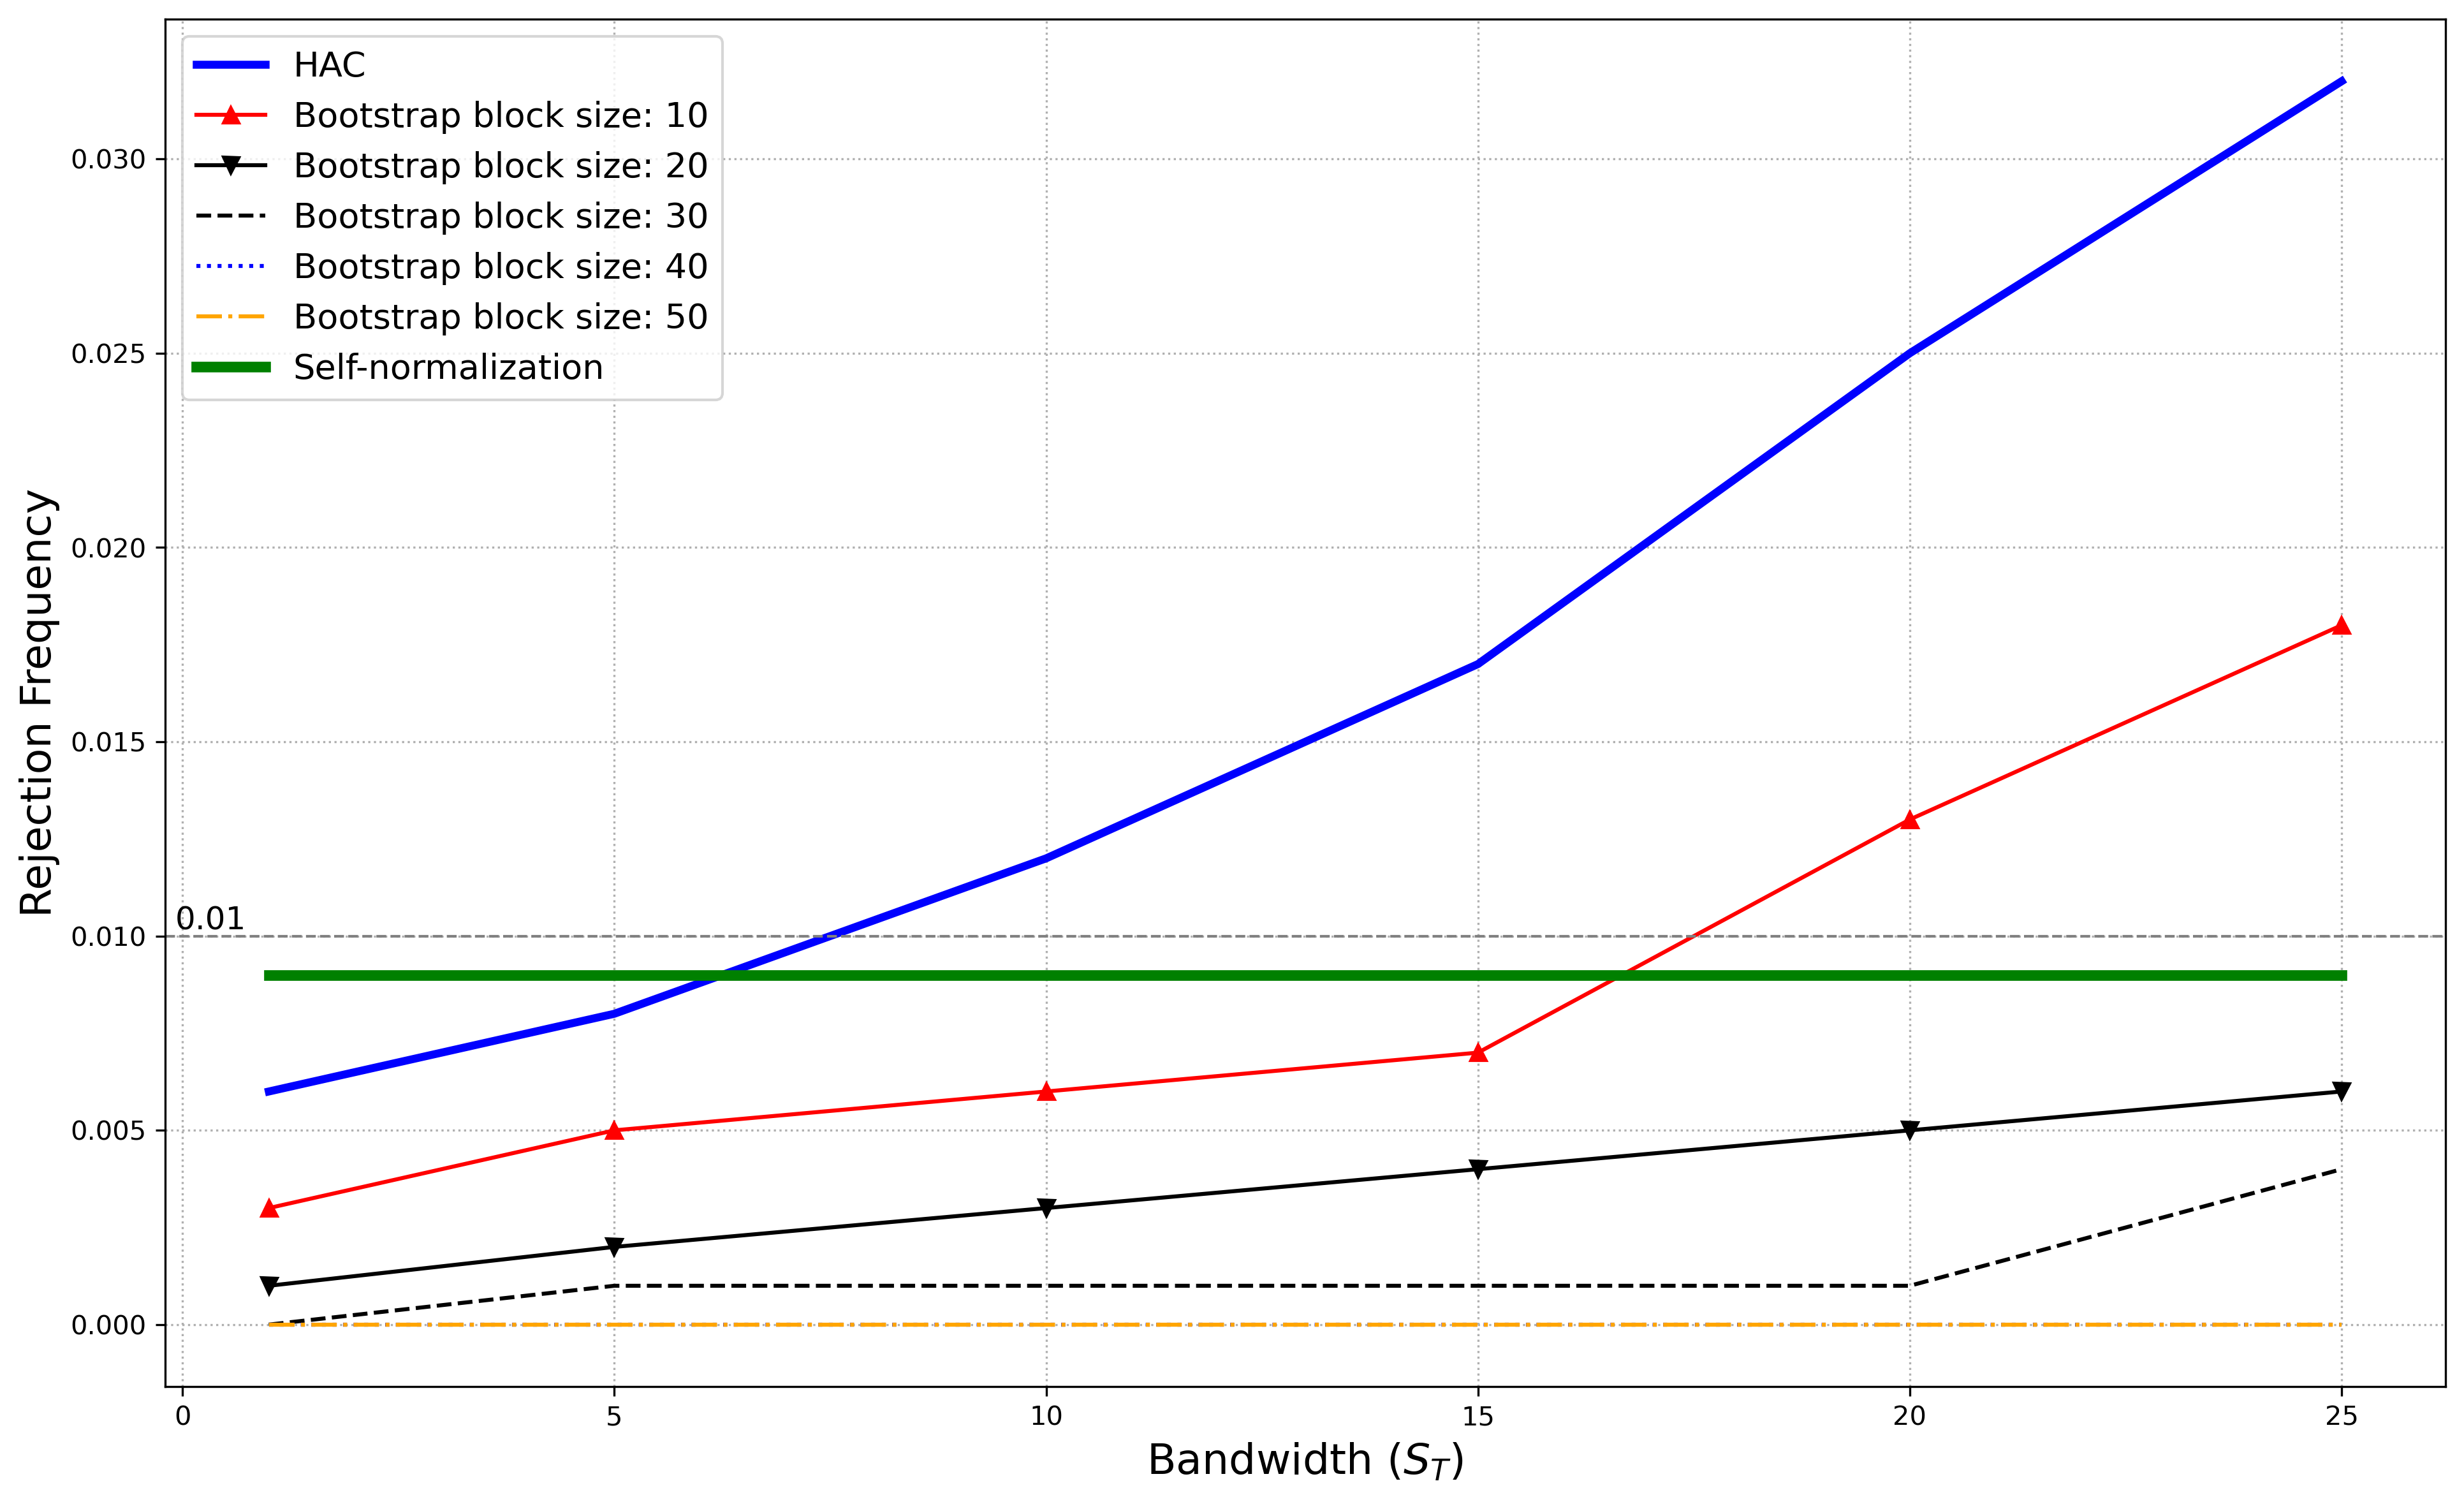 HAC
Bootstrap block size: 10
Bootstrap block size: 20
Bootstrap block size: 30
Bootstrap block size: 40
Bootstrap block size: 50
Self-normalization
Rejection Frequency
0.030
0.025
0.020
0.015
0.010
0.005
0.000
0.01
0 5 10 15 20 25
Bandwidth (S_T)